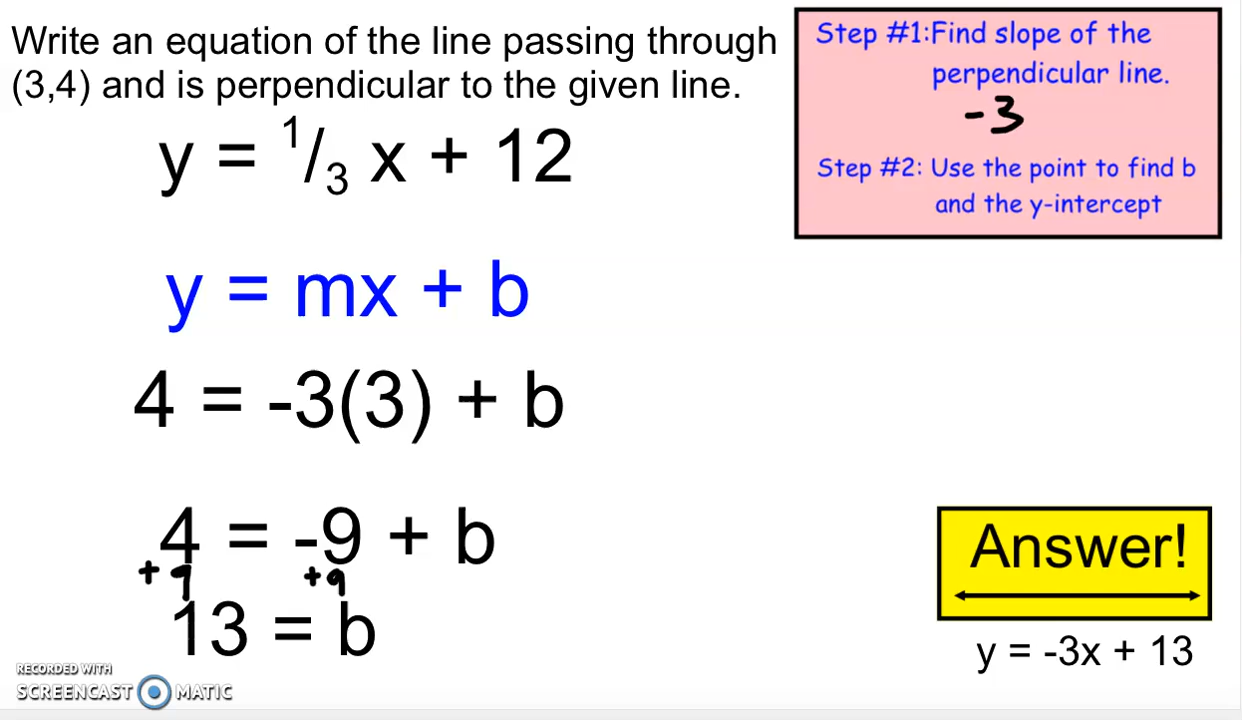 Write an equation of the line passing through
(3,4) and is perpendicular to the given line.
y = 1/3 x + 12
y = mx + b
4 = -3(3) + b
4 = -9 + b
+9 +9
13 = b
Step #1:Find slope of the
perpendicular line.
-3
Step #2: Use the point to find b
and the y-intercept
Answer!
y = -3x + 13
RECORDED WITH
SCREENCAST MATIC